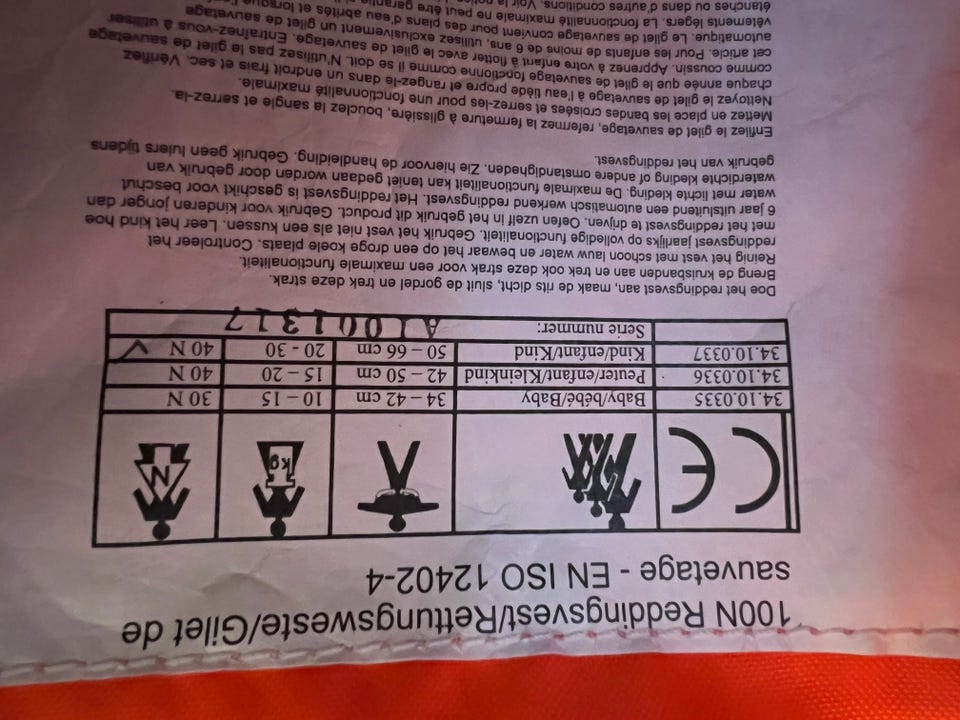 100N Reddingsvest/Rettungsweste/Gilet de
sauvetage - EN ISO 12402-4
CE kg N
34.10.0335 Baby/bébé/Baby 34 – 42 cm 10 – 15 30 N
34.10.0336 Peuter/enfant/Kleinkind 42 – 50 cm 15 – 20 40 N
34.10.0337 Kind/enfant/Kind 50 – 66 cm 20 - 30 40 N ✓
Serie nummer: A1001317
Doe het reddingsvest aan, maak de rits dicht, sluit de gordel en trek deze strak.
Breng de kruisbanden aan en trek ook deze strak voor een maximale functionaliteit.
Reinig het vest met schoon lauw water en bewaar het op een droge koele plaats. Controleer het
reddingsvest jaarlijks op volledige functionaliteit. Gebruik het vest niet als een kussen. Leer het kind hoe
met het reddingsvest te drijven. Oefen uzelf in het gebruik dit product. Gebruik voor kinderen jonger dan
6 jaar uitsluitend een automatisch werkend reddingsvest. Het reddingsvest is geschikt voor beschut
water met lichte kleding. De maximale functionaliteit kan teniet gedaan worden door gebruik van
waterdichte kleding of andere omstandigheden. Zie hiervoor de handleiding. Gebruik geen luiers tijdens
gebruik van het reddingsvest.
Enfilez le gilet de sauvetage, refermez la fermeture à glissière, bouclez la sangle et serrez-la.
Mettez en place les bandes croisées et serrez-les pour une fonctionnalité maximale.
Nettoyez le gilet de sauvetage à l'eau tiède propre et rangez-le dans un endroit frais et sec. Vérifiez
chaque année que le gilet de sauvetage fonctionne comme il se doit. N'utilisez pas le gilet de sauvetage
comme coussin. Apprenez à votre enfant à flotter avec le gilet de sauvetage. Entraînez-vous à utiliser
cet article. Pour les enfants de moins de 6 ans, utilisez exclusivement un gilet de sauvetage
automatique. Le gilet de sauvetage convient pour des plans d'eau abrités et lorsque
vêtements légers. La fonctionnalité maximale ne peut être garantie
étanches ou dans d'autres conditions. Voir la